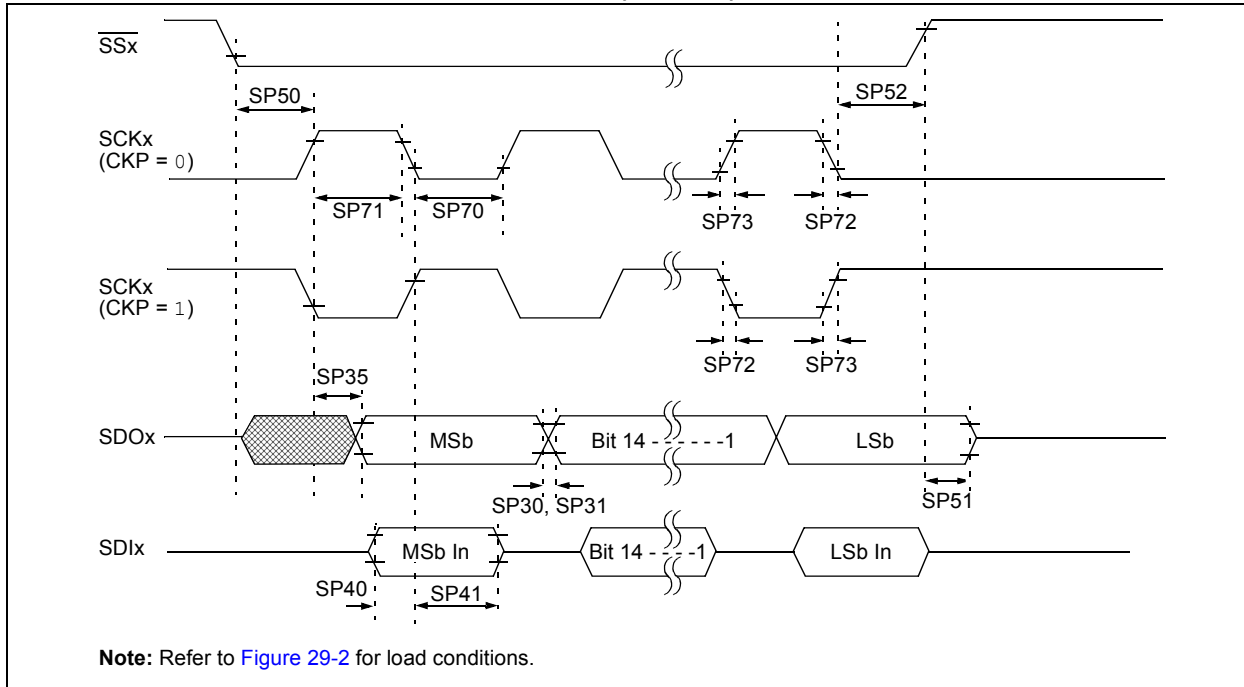 SSx
SP50
SP52
SCKx
(CKP = 0)
SP71
SP70
SP73
SP72
SCKx
(CKP = 1)
SP72
SP73
SP35
SDOx
MSb
Bit 14 - - - - - -1
LSb
SP30, SP31
SP51
SDIx
MSb In
Bit 14 - - - -1
LSb In
SP40
SP41
Note: Refer to Figure 29-2 for load conditions.